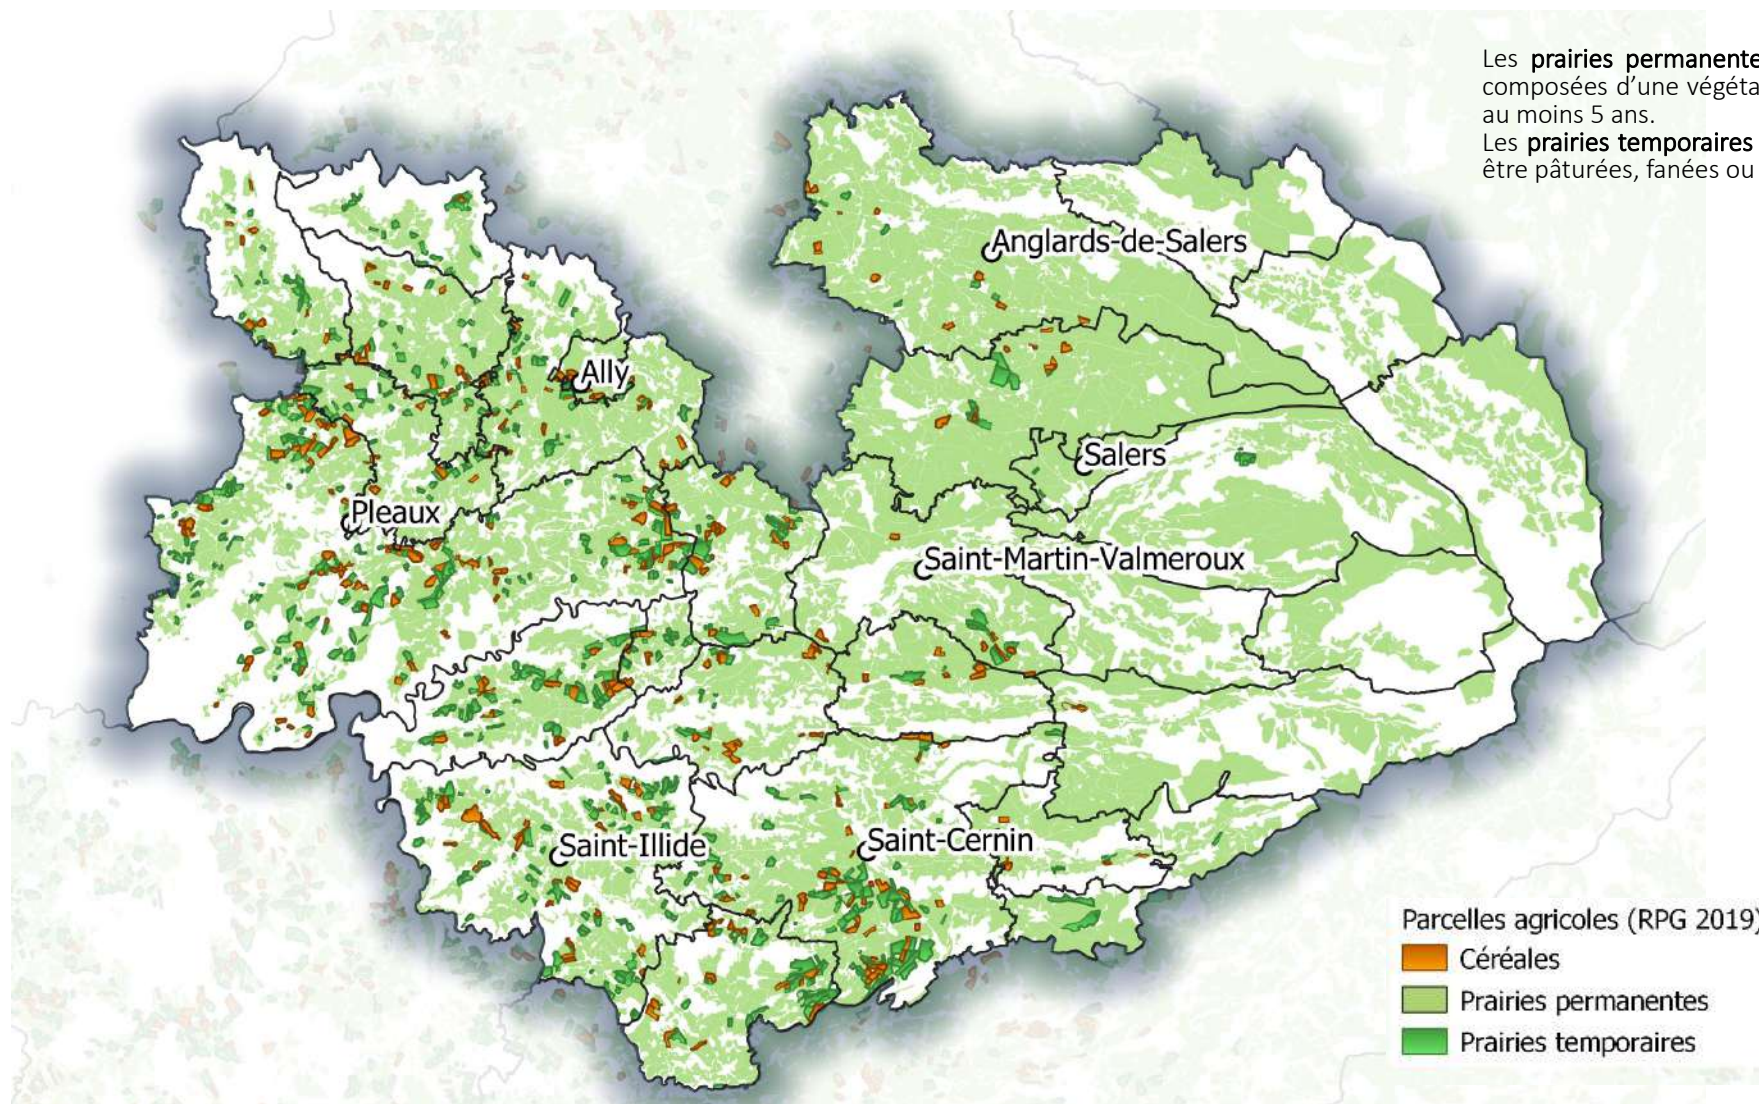 Les prairies permanente
composées d'une végéta
au moins 5 ans.
Les prairies temporaires
être pâturées, fanées ou
Anglards-de-Salers
Ally
Salers
Pleaux
Saint-Martin-Valmeroux
Saint-Illide
Saint-Cernin
Parcelles agricoles (RPG 2019)
Céréales
Prairies permanentes
Prairies temporaires